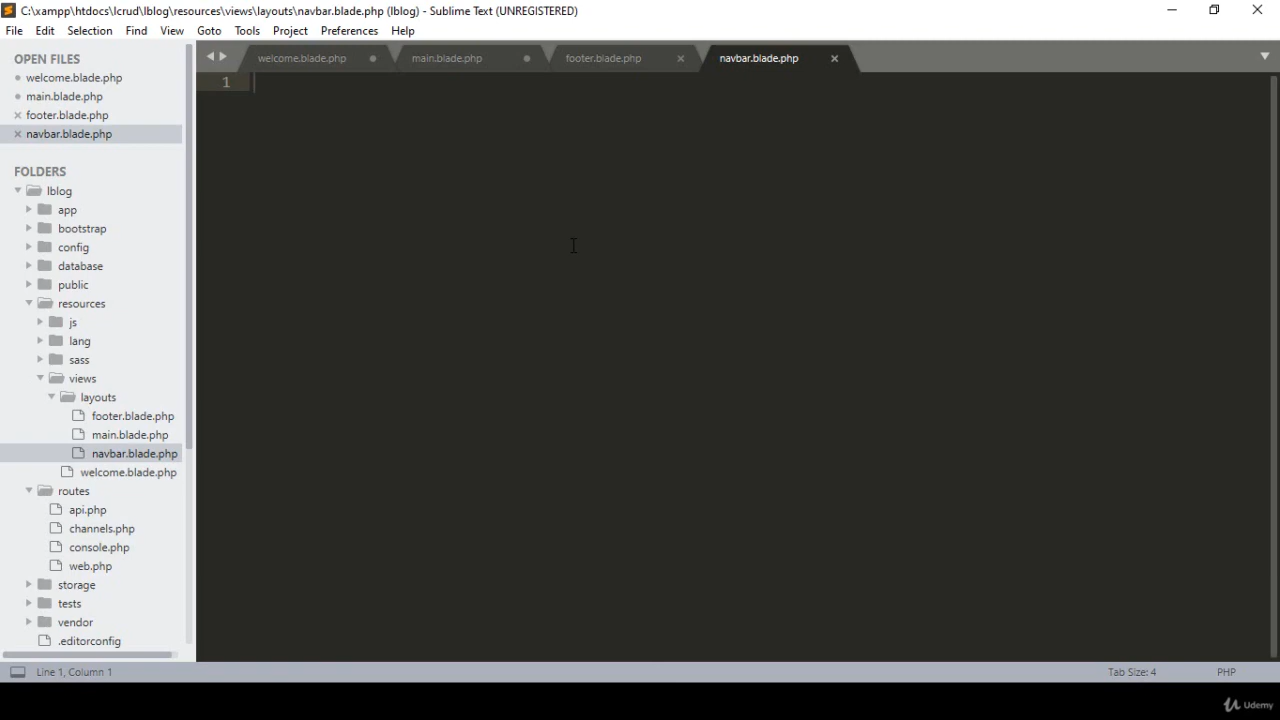 C:\xampp\htdocs\lcrud\lblog\resources\views\layouts\navbar.blade.php (lblog) - Sublime Text (UNREGISTERED)
File Edit Selection Find View Goto Tools Project Preferences Help
OPEN FILES
welcome.blade.php
main.blade.php
footer.blade.php
navbar.blade.php
FOLDERS
lblog
app
bootstrap
config
database
public
resources
js
lang
sass
views
layouts
footer.blade.php
main.blade.php
navbar.blade.php
welcome.blade.php
routes
api.php
channels.php
console.php
web.php
storage
tests
vendor
.editorconfig
welcome.blade.php main.blade.php footer.blade.php navbar.blade.php
1
Line 1, Column 1 Tab Size: 4 PHP
Udemy